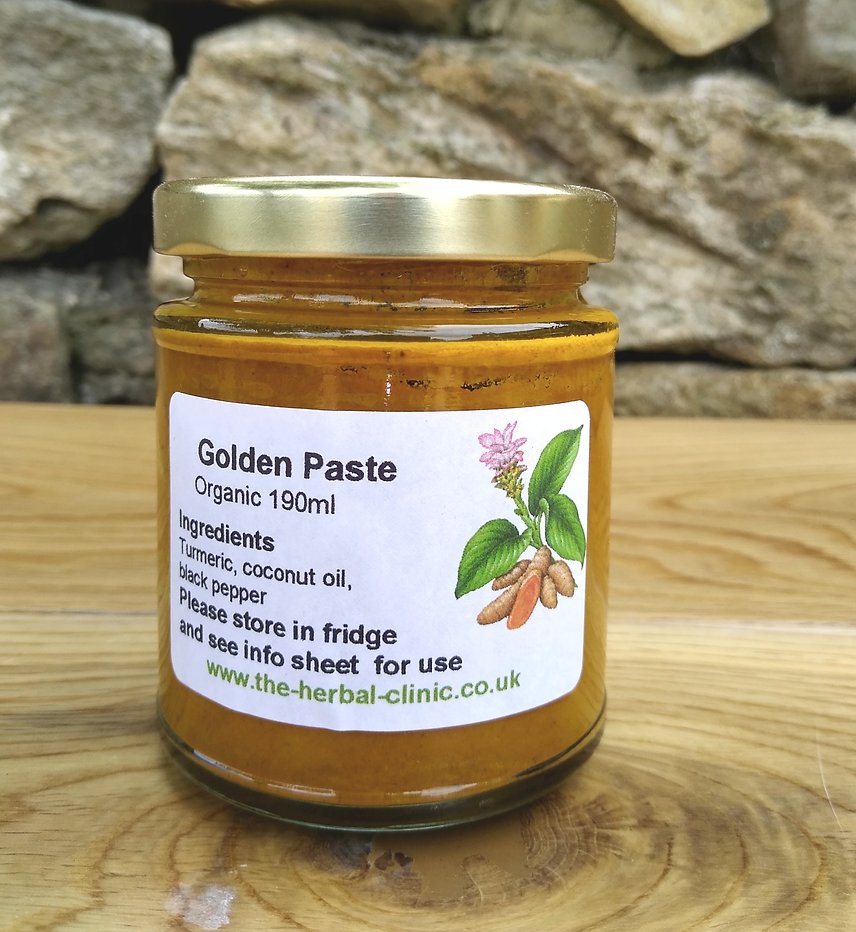 Golden Paste
Organic 190ml
Ingredients
Turmeric, coconut oil,
black pepper
Please store in fridge
and see info sheet for use
www.the-herbal-clinic.co.uk